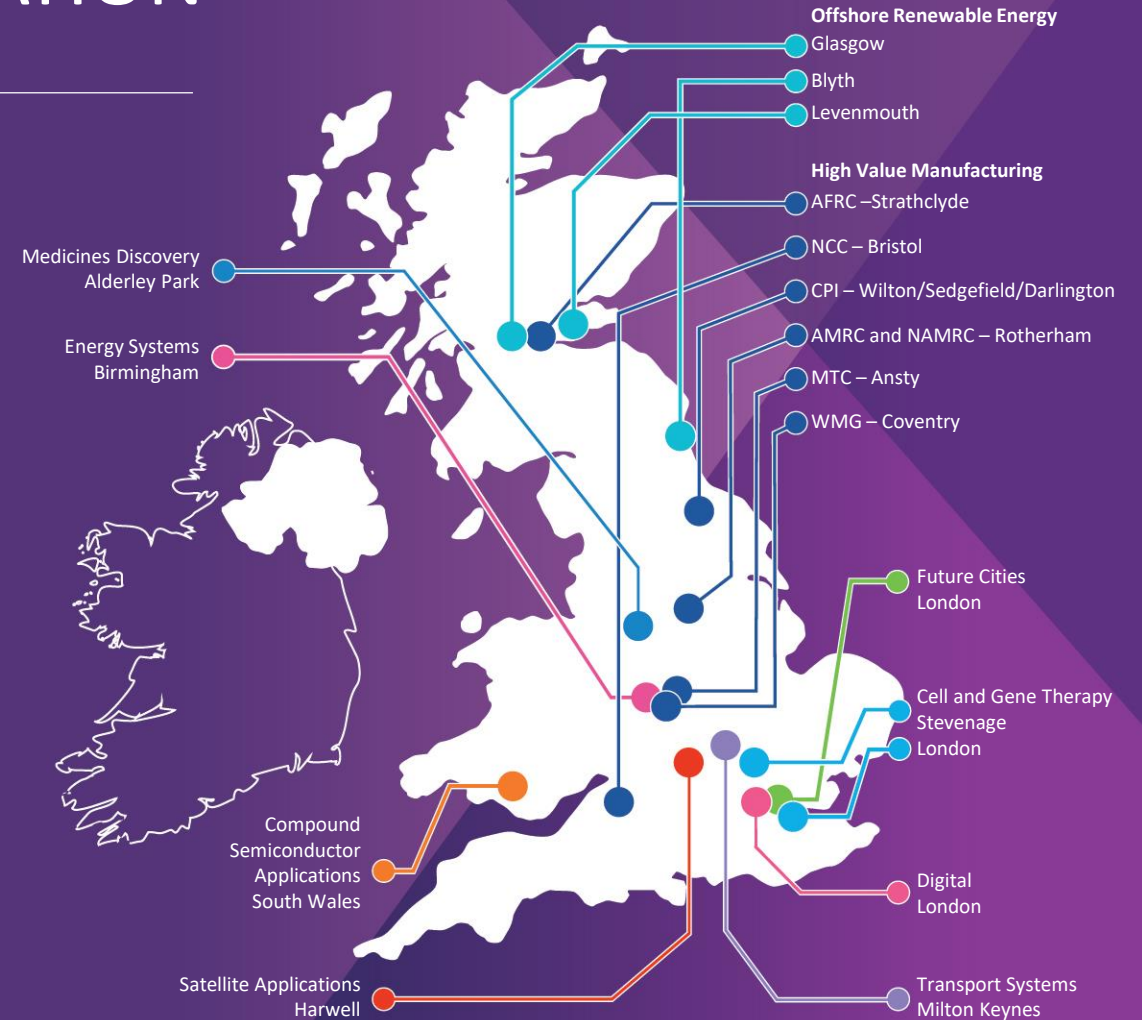 Offshore Renewable Energy
Glasgow
Blyth
Levenmouth
High Value Manufacturing
AFRC –Strathclyde
NCC – Bristol
CPI – Wilton/Sedgefield/Darlington
AMRC and NAMRC – Rotherham
MTC – Ansty
WMG – Coventry
Medicines Discovery
Alderley Park
Energy Systems
Birmingham
Future Cities
London
Cell and Gene Therapy
Stevenage
London
Compound
Semiconductor
Applications
South Wales
Digital
London
Satellite Applications
Harwell
Transport Systems
Milton Keynes